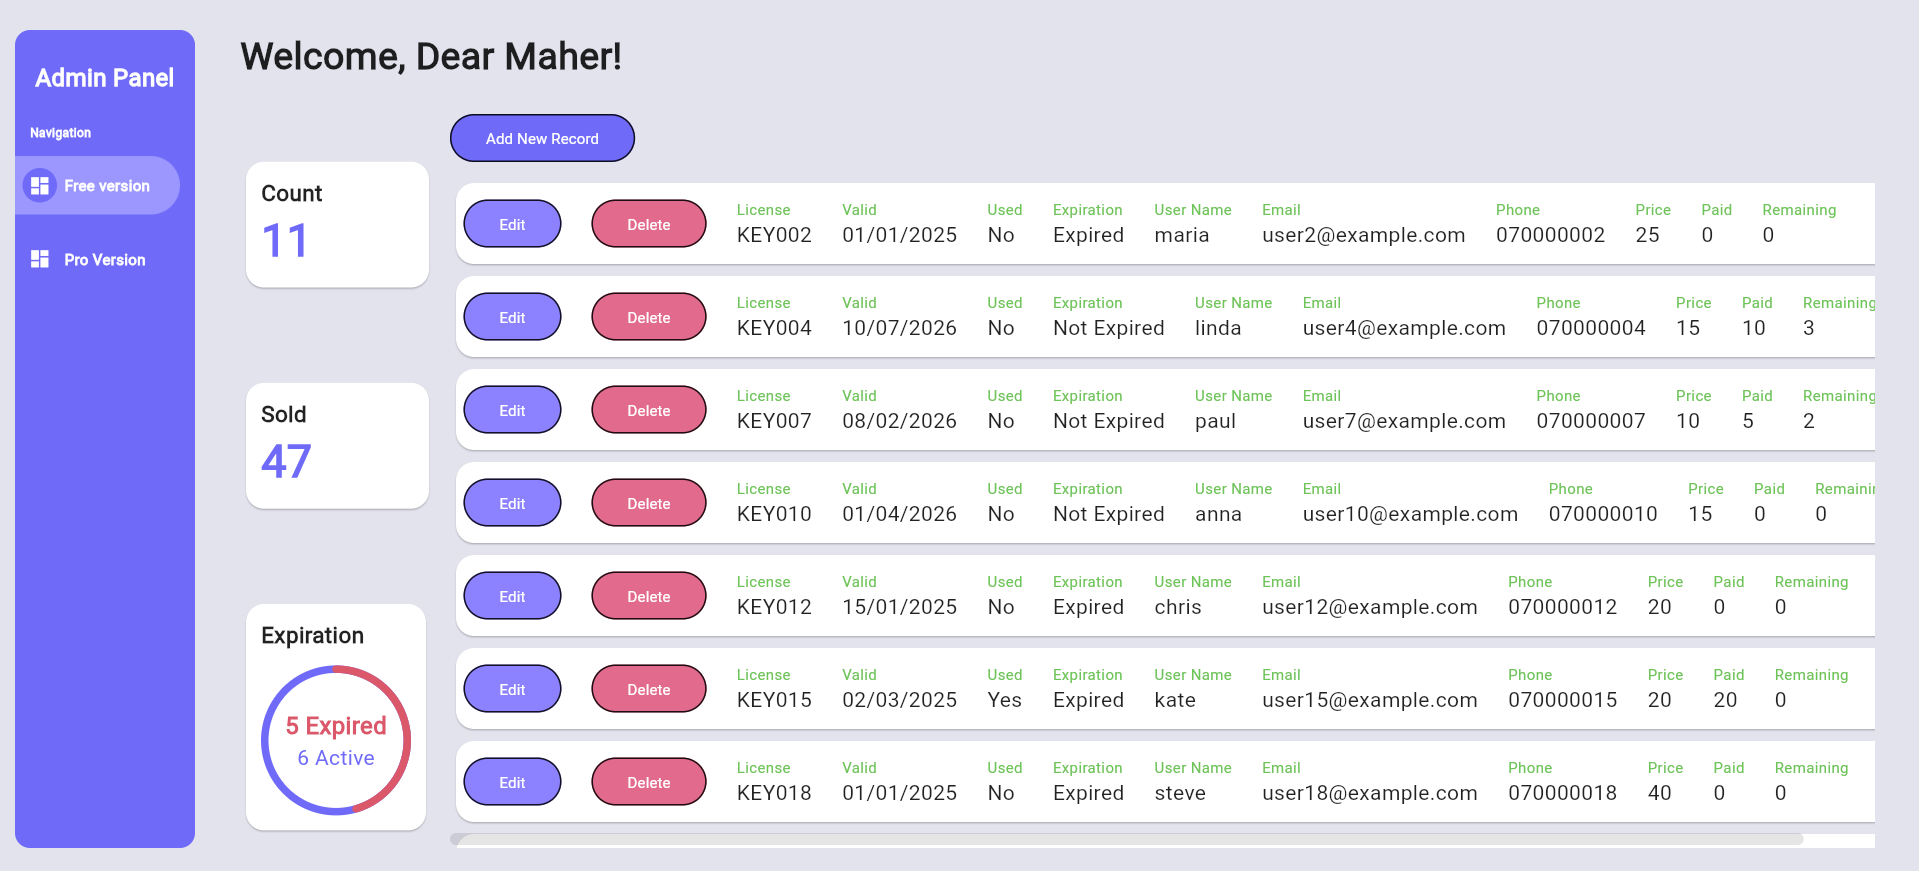 Admin Panel
Navigation
Free version
Pro Version
Welcome, Dear Maher!
Count
11
Sold
47
Expiration
5 Expired
6 Active
Add New Record
Edit Delete License Valid Used Expiration User Name Email Phone Price Paid Remaining
KEY002 01/01/2025 No Expired maria user2@example.com 070000002 25 0 0
Edit Delete License Valid Used Expiration User Name Email Phone Price Paid Remaining
KEY004 10/07/2026 No Not Expired linda user4@example.com 070000004 15 10 3
Edit Delete License Valid Used Expiration User Name Email Phone Price Paid Remaining
KEY007 08/02/2026 No Not Expired paul user7@example.com 070000007 10 5 2
Edit Delete License Valid Used Expiration User Name Email Phone Price Paid Remainin
KEY010 01/04/2026 No Not Expired anna user10@example.com 070000010 15 0 0
Edit Delete License Valid Used Expiration User Name Email Phone Price Paid Remaining
KEY012 15/01/2025 No Expired chris user12@example.com 070000012 20 0 0
Edit Delete License Valid Used Expiration User Name Email Phone Price Paid Remaining
KEY015 02/03/2025 Yes Expired kate user15@example.com 070000015 20 20 0
Edit Delete License Valid Used Expiration User Name Email Phone Price Paid Remaining
KEY018 01/01/2025 No Expired steve user18@example.com 070000018 40 0 0